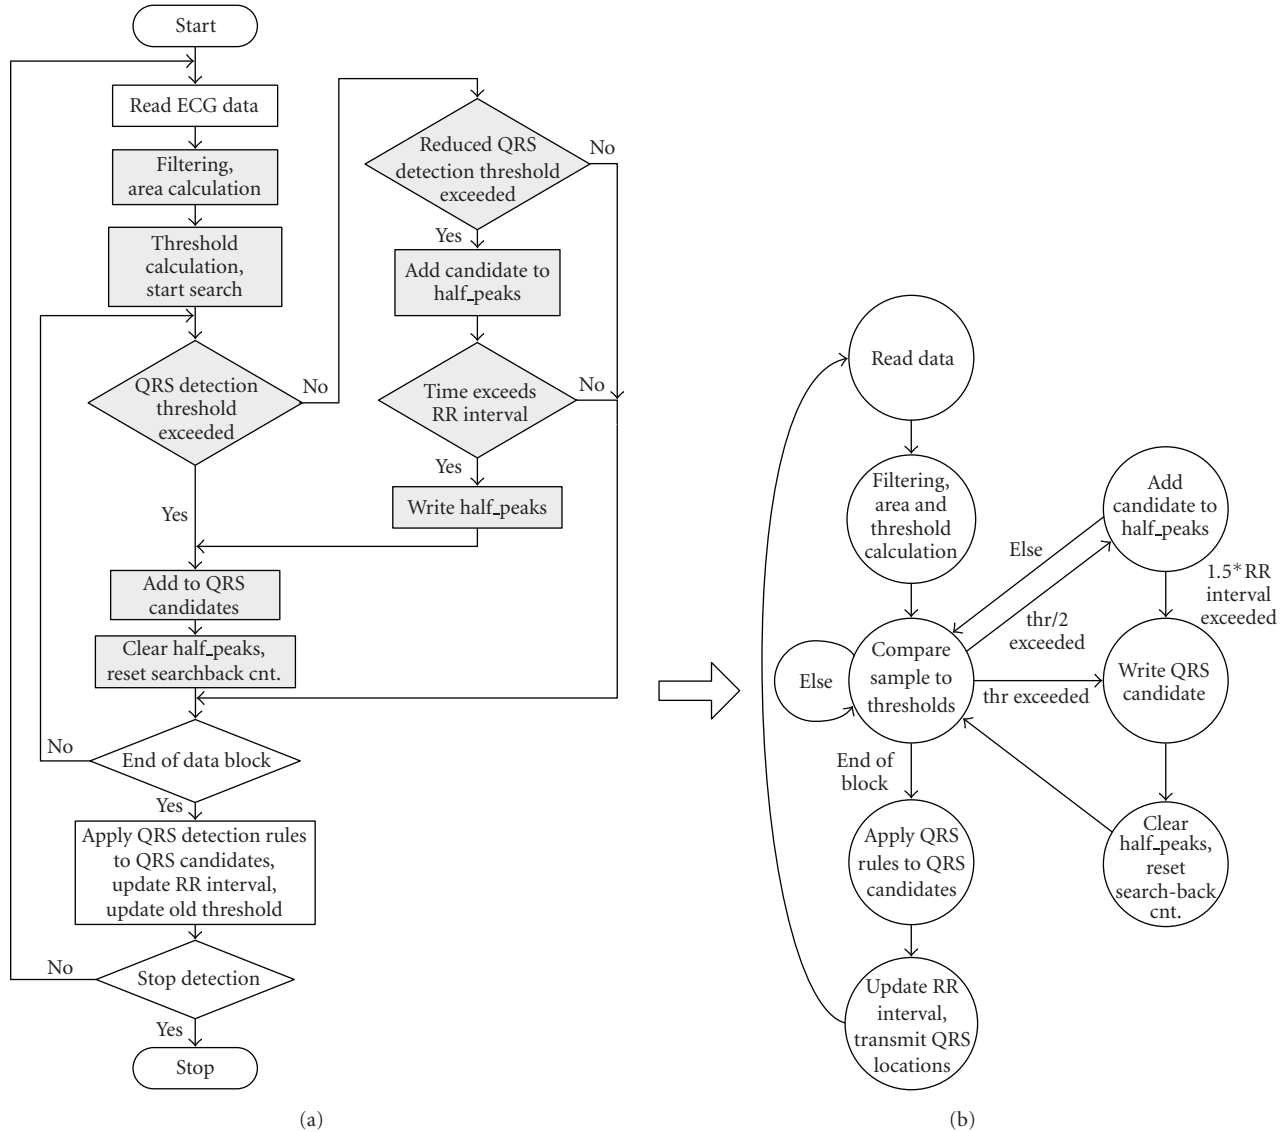 Start
Read ECG data
Filtering,
area calculation
Threshold
calculation,
start search
QRS detection
threshold
exceeded
No
Yes
Reduced QRS
detection threshold
exceeded
No
Yes
Add candidate to
half_peaks
Time exceeds
RR interval
No
Yes
Write half_peaks
Add to QRS
candidates
Clear half_peaks,
reset searchback cnt.
End of data block
No
Yes
Apply QRS detection rules
to QRS candidates,
update RR interval,
update old threshold
Stop detection
No
Yes
Stop
(a)
Read data
Filtering,
area and
threshold
calculation
Compare
sample to
thresholds
Else
Else
thr/2
exceeded
thr exceeded
Add
candidate to
half_peaks
1.5*RR
interval
exceeded
Write QRS
candidate
Clear
half_peaks,
reset
search-back
cnt.
End of
block
Apply QRS
rules to QRS
candidates
Update RR
interval,
transmit QRS
locations
(b)